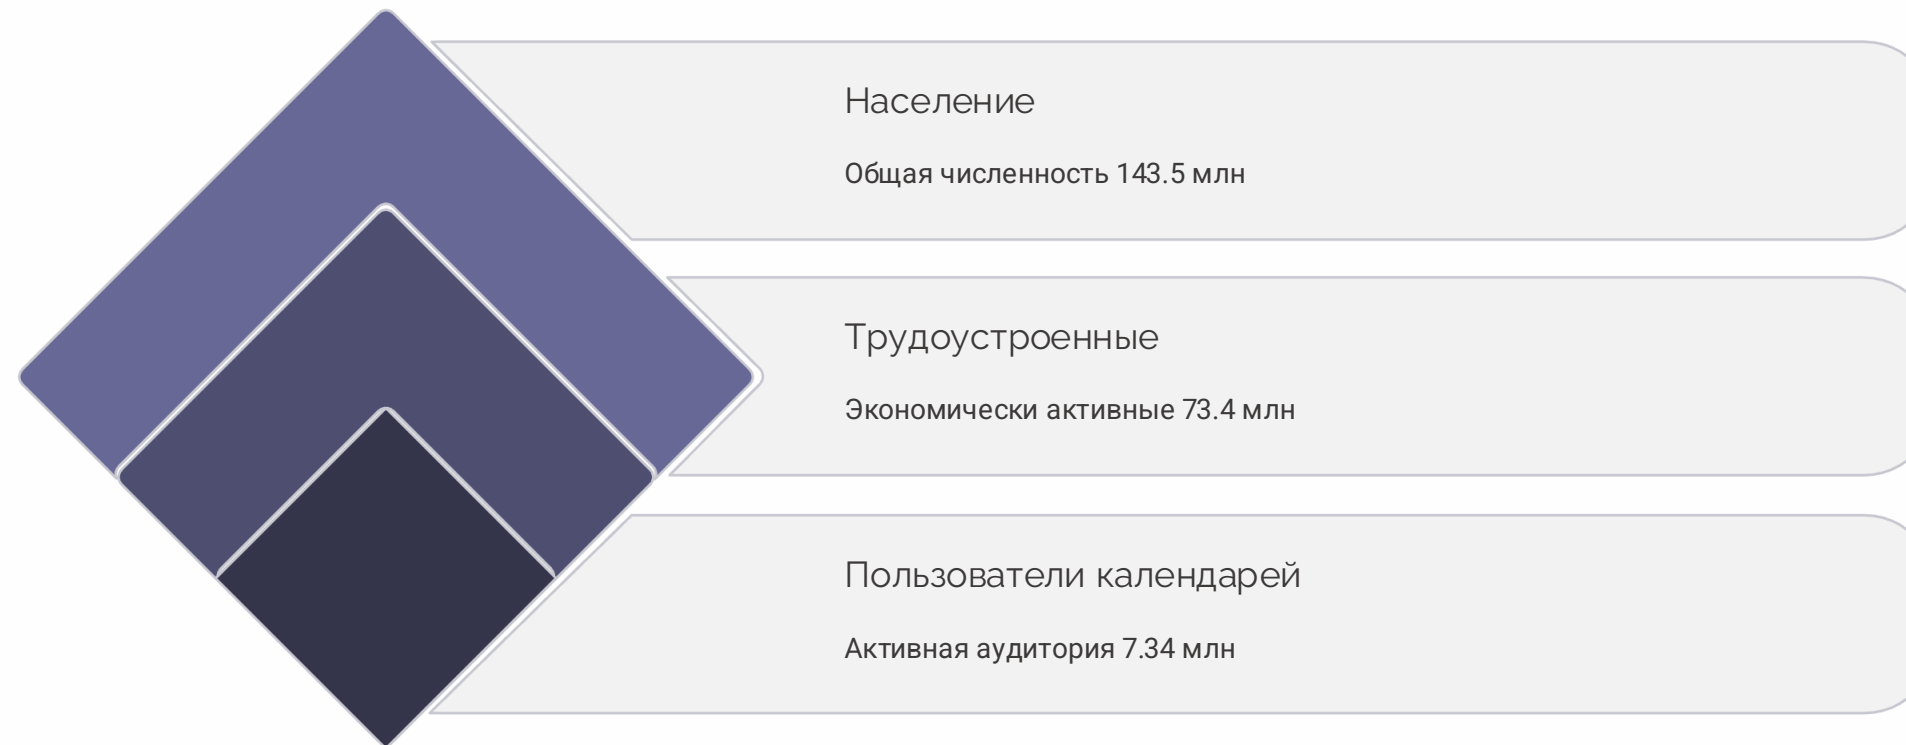 Население
Общая численность 143.5 млн
Трудоустроенные
Экономически активные 73.4 млн
Пользователи календарей
Активная аудитория 7.34 млн